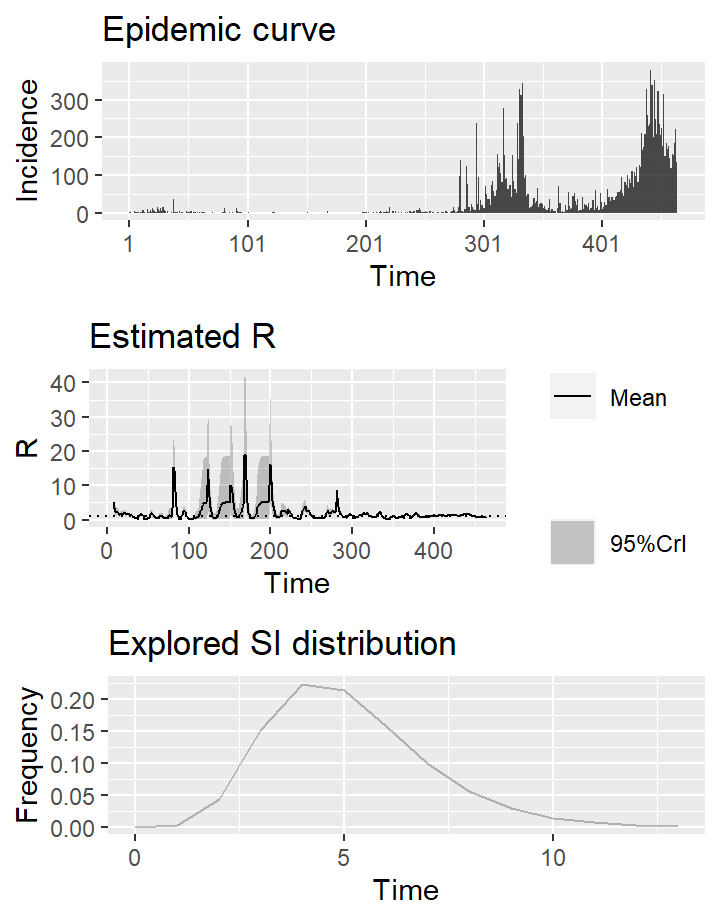 Epidemic curve
Incidence
300
200
100
0
1 101 201 301 401
Time
Estimated R
R
40
30
20
10
0
0 100 200 300 400
Time
Mean
95%CrI
Explored SI distribution
Frequency
0.20
0.15
0.10
0.05
0.00
0 5 10
Time